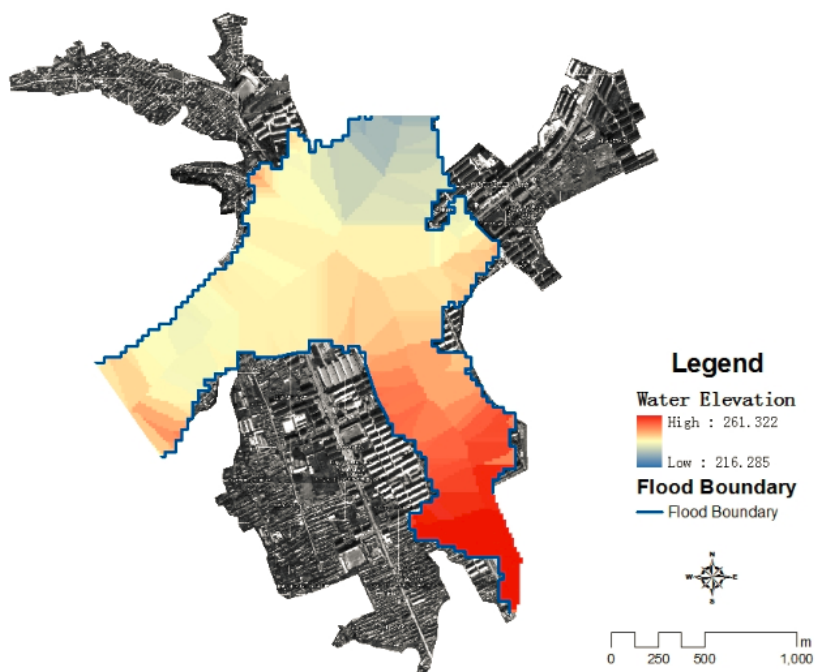 Legend
Water Elevation
High : 261.322
Low : 216.285
Flood Boundary
Flood Boundary
N
W E
S
m
0 250 500 1,000